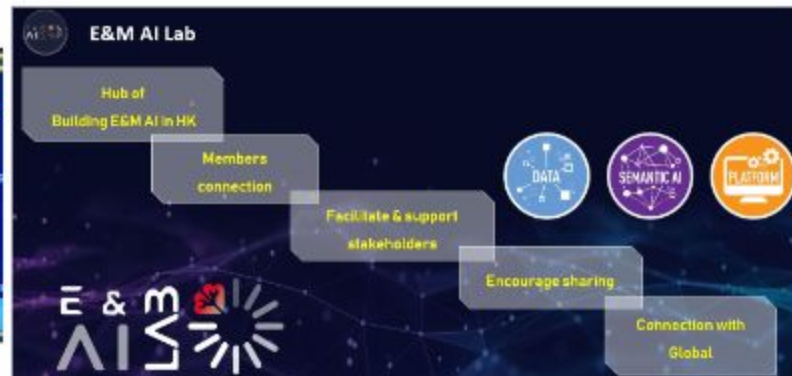 E&M AI Lab
Hub of
Building E&M AI in HK
Members
connection
Facilitate & support
stakeholders
Encourage sharing
Connection with
Global
DATA
SEMANTIC AI
PLATFORM
E & M
AI LAB